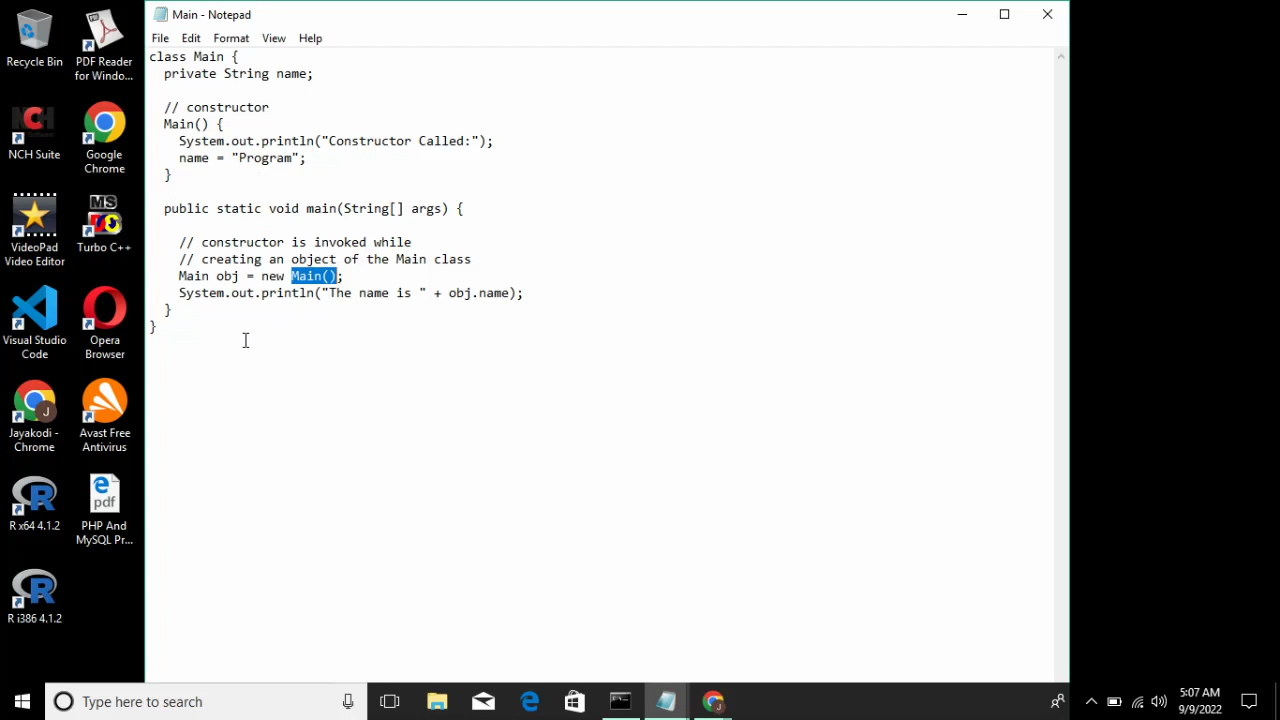 Main - Notepad
File Edit Format View Help
class Main {
private String name;
// constructor
Main() {
System.out.println("Constructor Called:");
name = "Program";
}
public static void main(String[] args) {
// constructor is invoked while
// creating an object of the Main class
Main obj = new Main();
System.out.println("The name is " + obj.name);
}
}
Recycle Bin
PDF Reader
for Windo...
NCH Suite
Google
Chrome
VideoPad
Video Editor
Turbo C++
Visual Studio
Code
Opera
Browser
Jayakodi -
Chrome
Avast Free
Antivirus
R x64 4.1.2
PHP And
MySQL Pr...
R i386 4.1.2
Type here to search
5:07 AM
9/9/2022